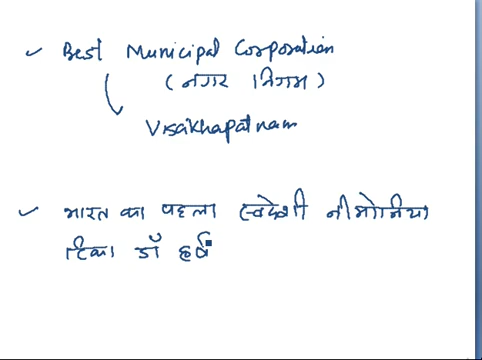 ✓ Best Municipal Corporation
(नगर निगम)
Visakhapatnam
✓ भारत का पहला स्वदेशी नीमोनिया
टिका डॉ हर्ष